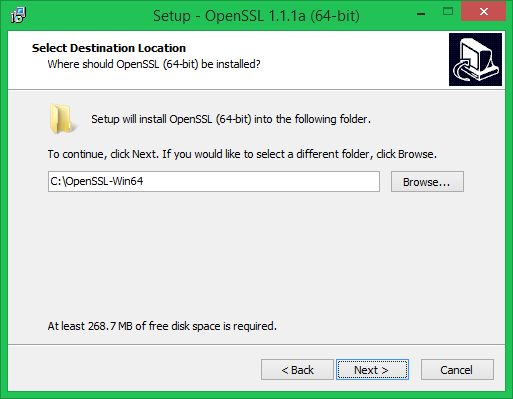 Setup - OpenSSL 1.1.1a (64-bit)
Select Destination Location
Where should OpenSSL (64-bit) be installed?
Setup will install OpenSSL (64-bit) into the following folder.
To continue, click Next. If you would like to select a different folder, click Browse.
C:\OpenSSL-Win64
Browse...
At least 268.7 MB of free disk space is required.
< Back
Next >
Cancel